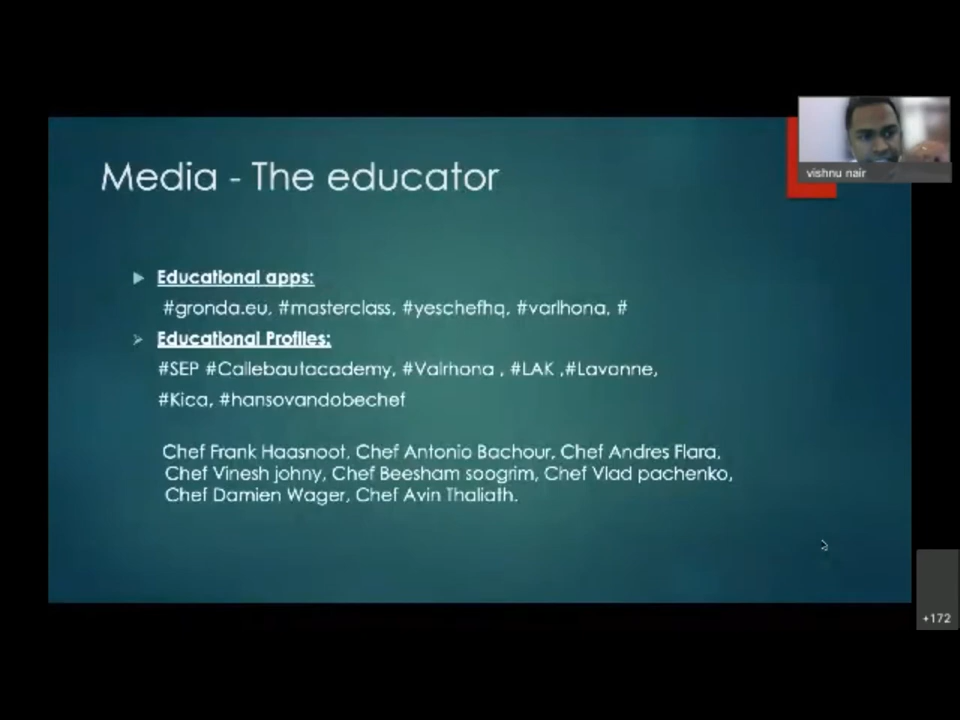 Media - The educator
vishnu nair
Educational apps:
#gronda.eu, #masterclass, #yeschefhq, #varlhona, #
Educational Profiles:
#SEP #Callebautacademy, #Valrhona , #LAK ,#Lavonne,
#Kica, #hansovandobechef
Chef Frank Haasnoot, Chef Antonio Bachour, Chef Andres Flara,
Chef Vinesh johny, Chef Beesham soogrim, Chef Vlad pachenko,
Chef Damien Wager, Chef Avin Thaliath.
+172